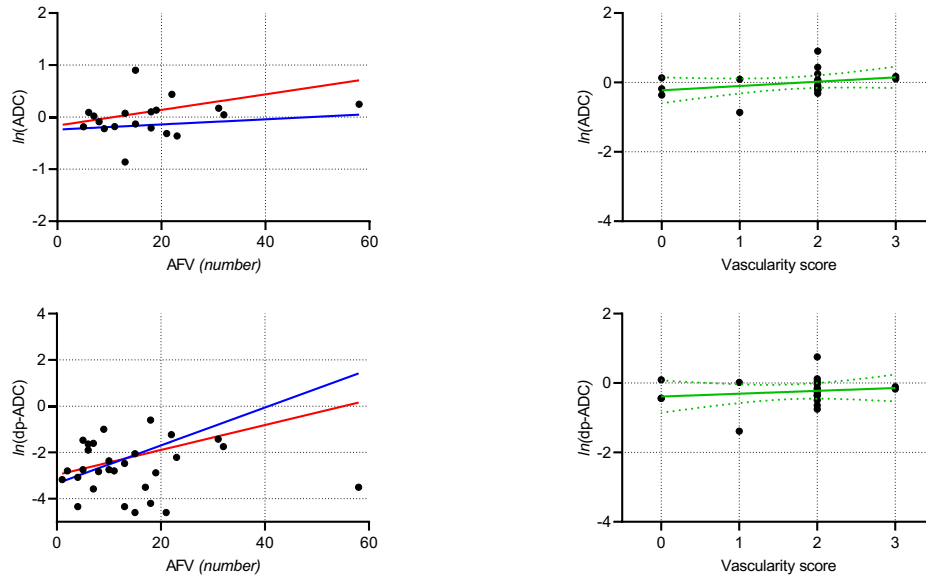 2
1
0
-1
-2
ln(ADC)
0 20 40 60
AFV (number)
2
0
-2
-4
ln(ADC)
0 1 2 3
Vascularity score
4
2
0
-2
-4
ln(dp-ADC)
0 20 40 60
AFV (number)
2
0
-2
-4
ln(dp-ADC)
0 1 2 3
Vascularity score